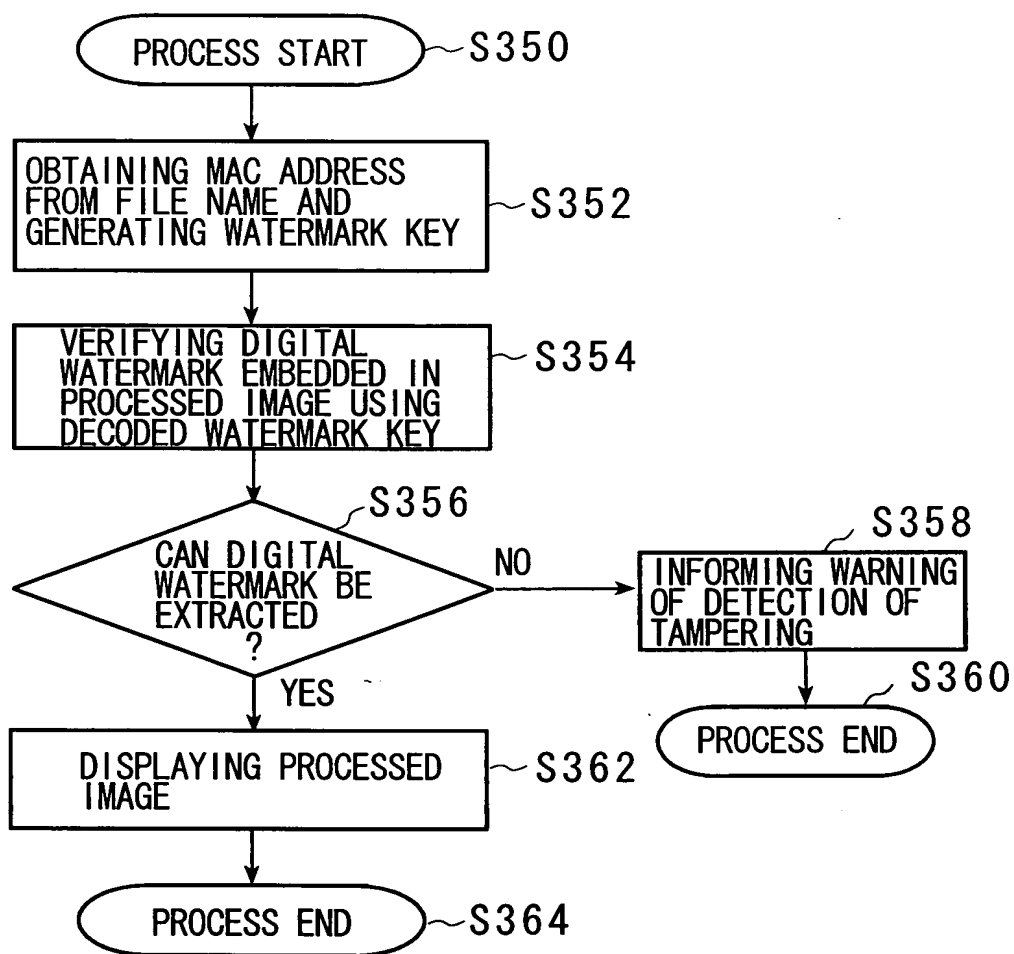 PROCESS START
S350
OBTAINING MAC ADDRESS
FROM FILE NAME AND
GENERATING WATERMARK KEY
S352
VERIFYING DIGITAL
WATERMARK EMBEDDED IN
PROCESSED IMAGE USING
DECODED WATERMARK KEY
S354
S356
CAN DIGITAL
WATERMARK BE
EXTRACTED
?
NO
S358
INFORMING WARNING
OF DETECTION OF
TAMPERING
S360
PROCESS END
YES
DISPLAYING PROCESSED
IMAGE
S362
PROCESS END
S364